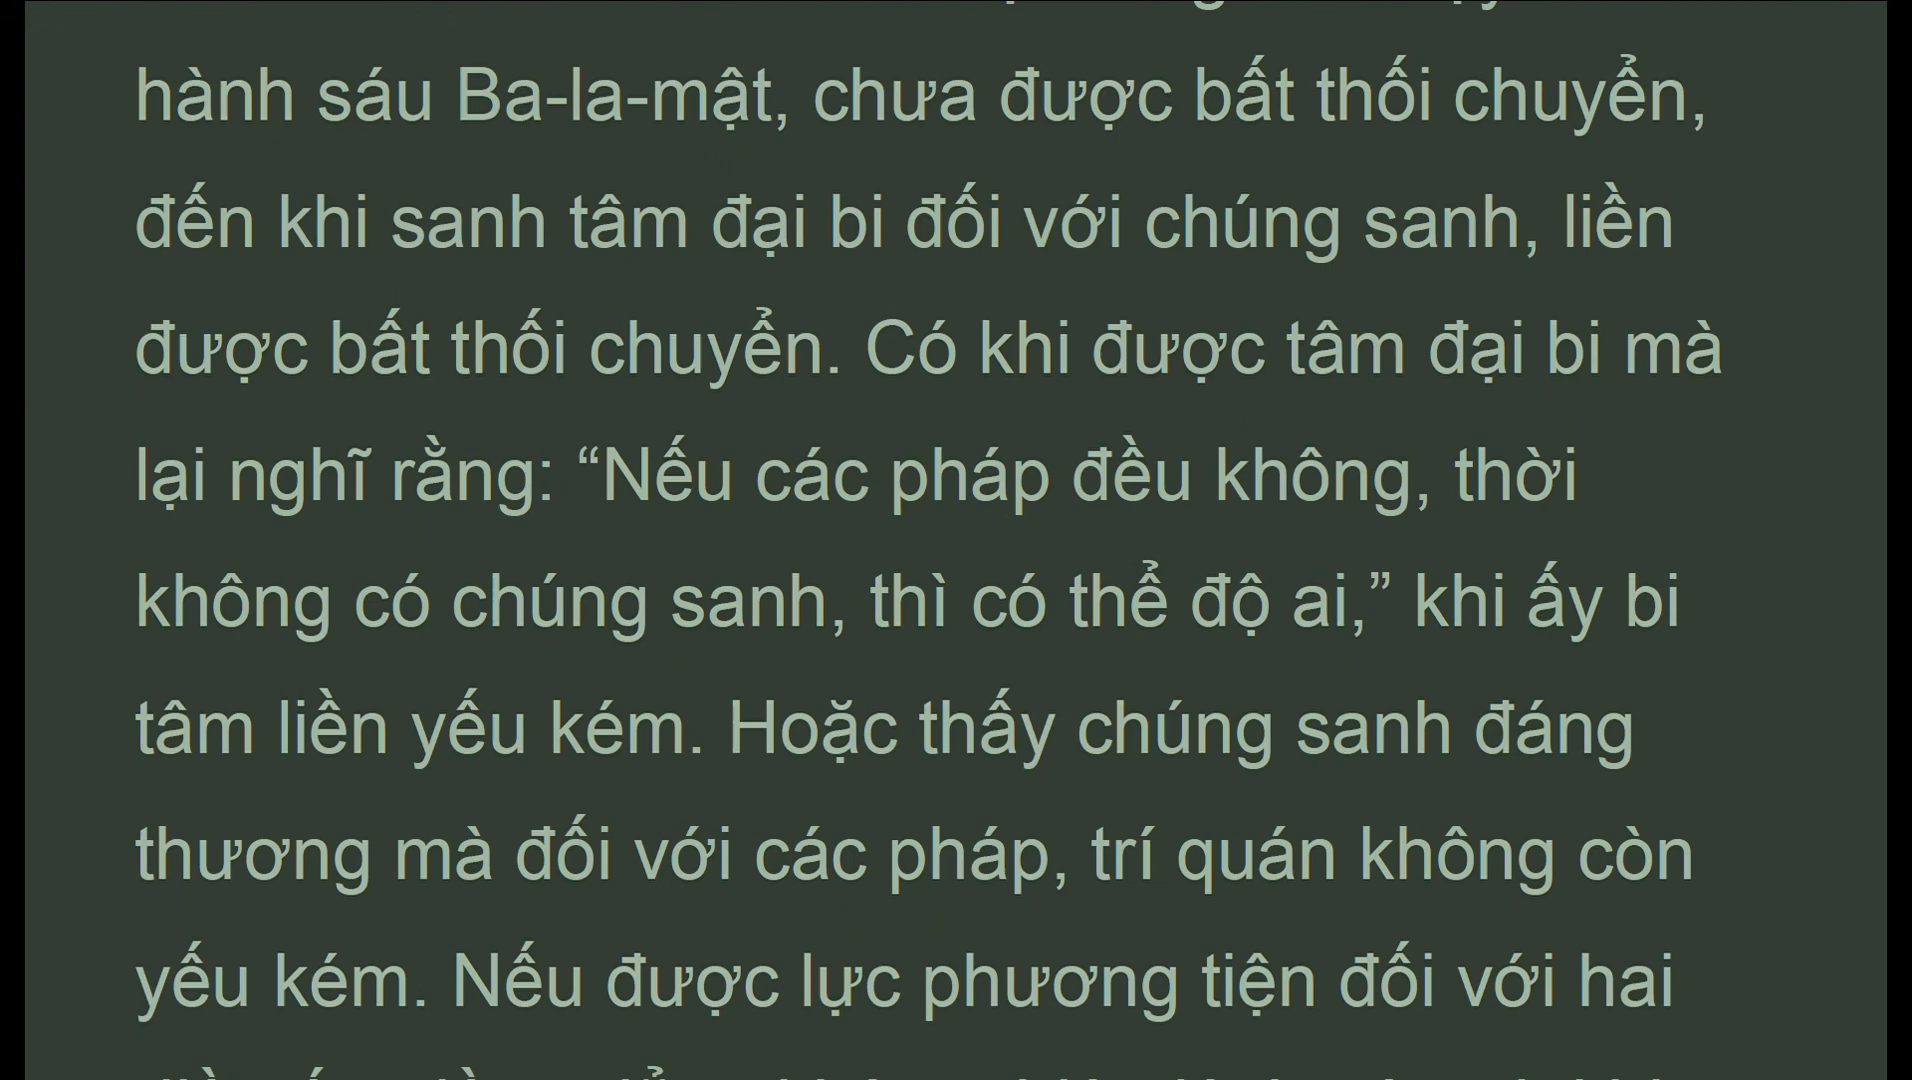 hành sáu Ba-la-mật, chưa được bất thối chuyển,
đến khi sanh tâm đại bi đối với chúng sanh, liền
được bất thối chuyển. Có khi được tâm đại bi mà
lại nghĩ rằng: “Nếu các pháp đều không, thời
không có chúng sanh, thì có thể độ ai,” khi ấy bi
tâm liền yếu kém. Hoặc thấy chúng sanh đáng
thương mà đối với các pháp, trí quán không còn
yếu kém. Nếu được lực phương tiện đối với hai